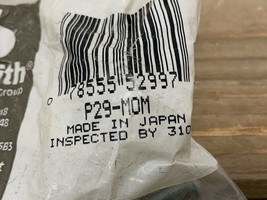 0 78555 52997
P29-MOM
MADE IN JAPAN
INSPECTED BY 310